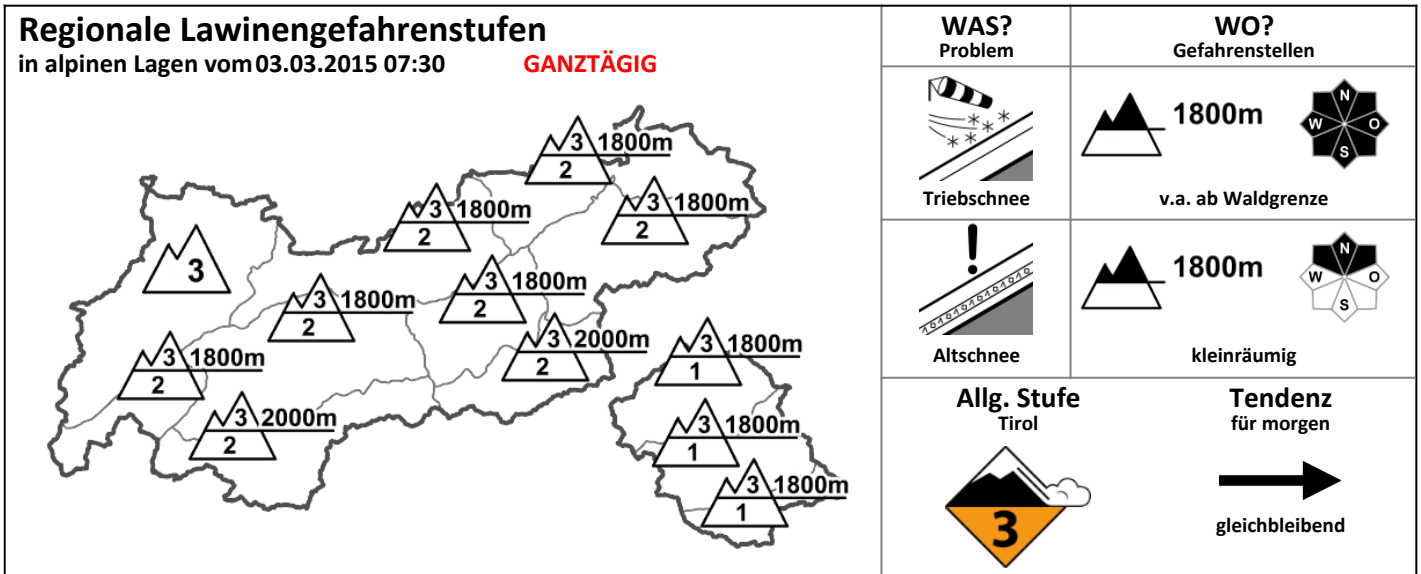 Regionale Lawinengefahrenstufen
in alpinen Lagen vom 03.03.2015 07:30 GANZTÄGIG
3 1800m
2
3 1800m
2
3 1800m
2
3
3 1800m
2
3 1800m
2
3 2000m
2
3 1800m
1
3 1800m
2
3 2000m
2
3 1800m
1
3 1800m
1
WAS?
Problem
WO?
Gefahrenstellen
Triebschnee
1800m
N
W O
S
v.a. ab Waldgrenze
Altschnee
1800m
N
W O
S
kleinräumig
Allg. Stufe
Tirol
3
Tendenz
für morgen
gleichbleibend